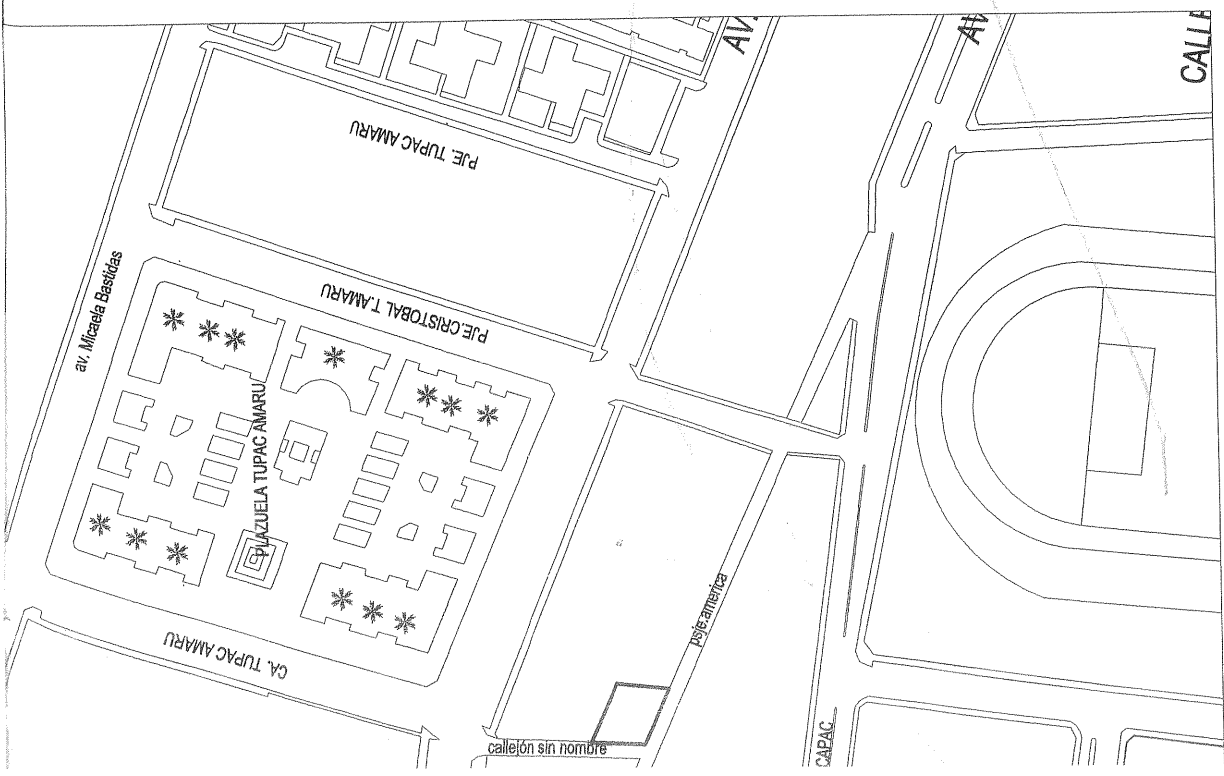 AV
AV
CALLE
PJE. TUPAC AMARU
av. Micaela Bastidas
PJE.CRISTOBAL T.AMARU
PLAZUELA TUPAC AMARU
psje.america
CA. TUPAC AMARU
callejón sin nombre
CAPAC